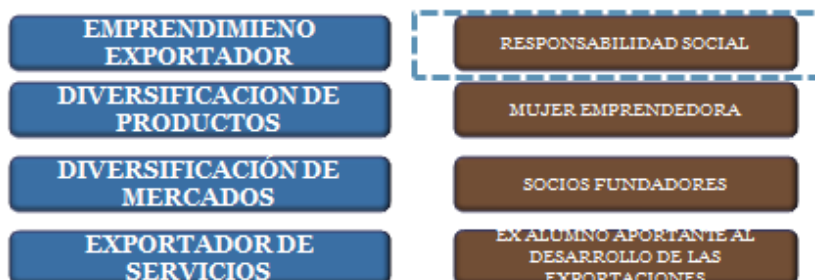 EMPRENDIMIENO
EXPORTADOR
DIVERSIFICACION DE
PRODUCTOS
DIVERSIFICACIÓN DE
MERCADOS
EXPORTADOR DE
SERVICIOS
RESPONSABILIDAD SOCIAL
MUJER EMPRENDEDORA
SOCIOS FUNDADORES
EX ALUMNO APORTANTE AL
DESARROLLO DE LAS
EXPORTACIONES